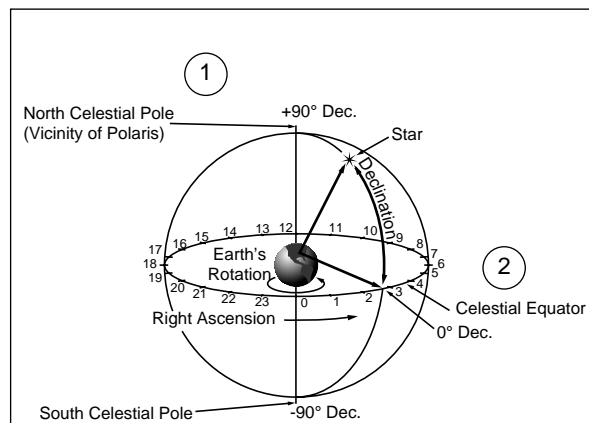 1
North Celestial Pole
(Vicinity of Polaris)
+90° Dec.
Star
Declination
12
13
14
15
16
17
18
19
20
21
22
23
0
1
2
3
4
5
6
7
8
9
10
11
Earth's
Rotation
2
Right Ascension
Celestial Equator
0° Dec.
South Celestial Pole
-90° Dec.